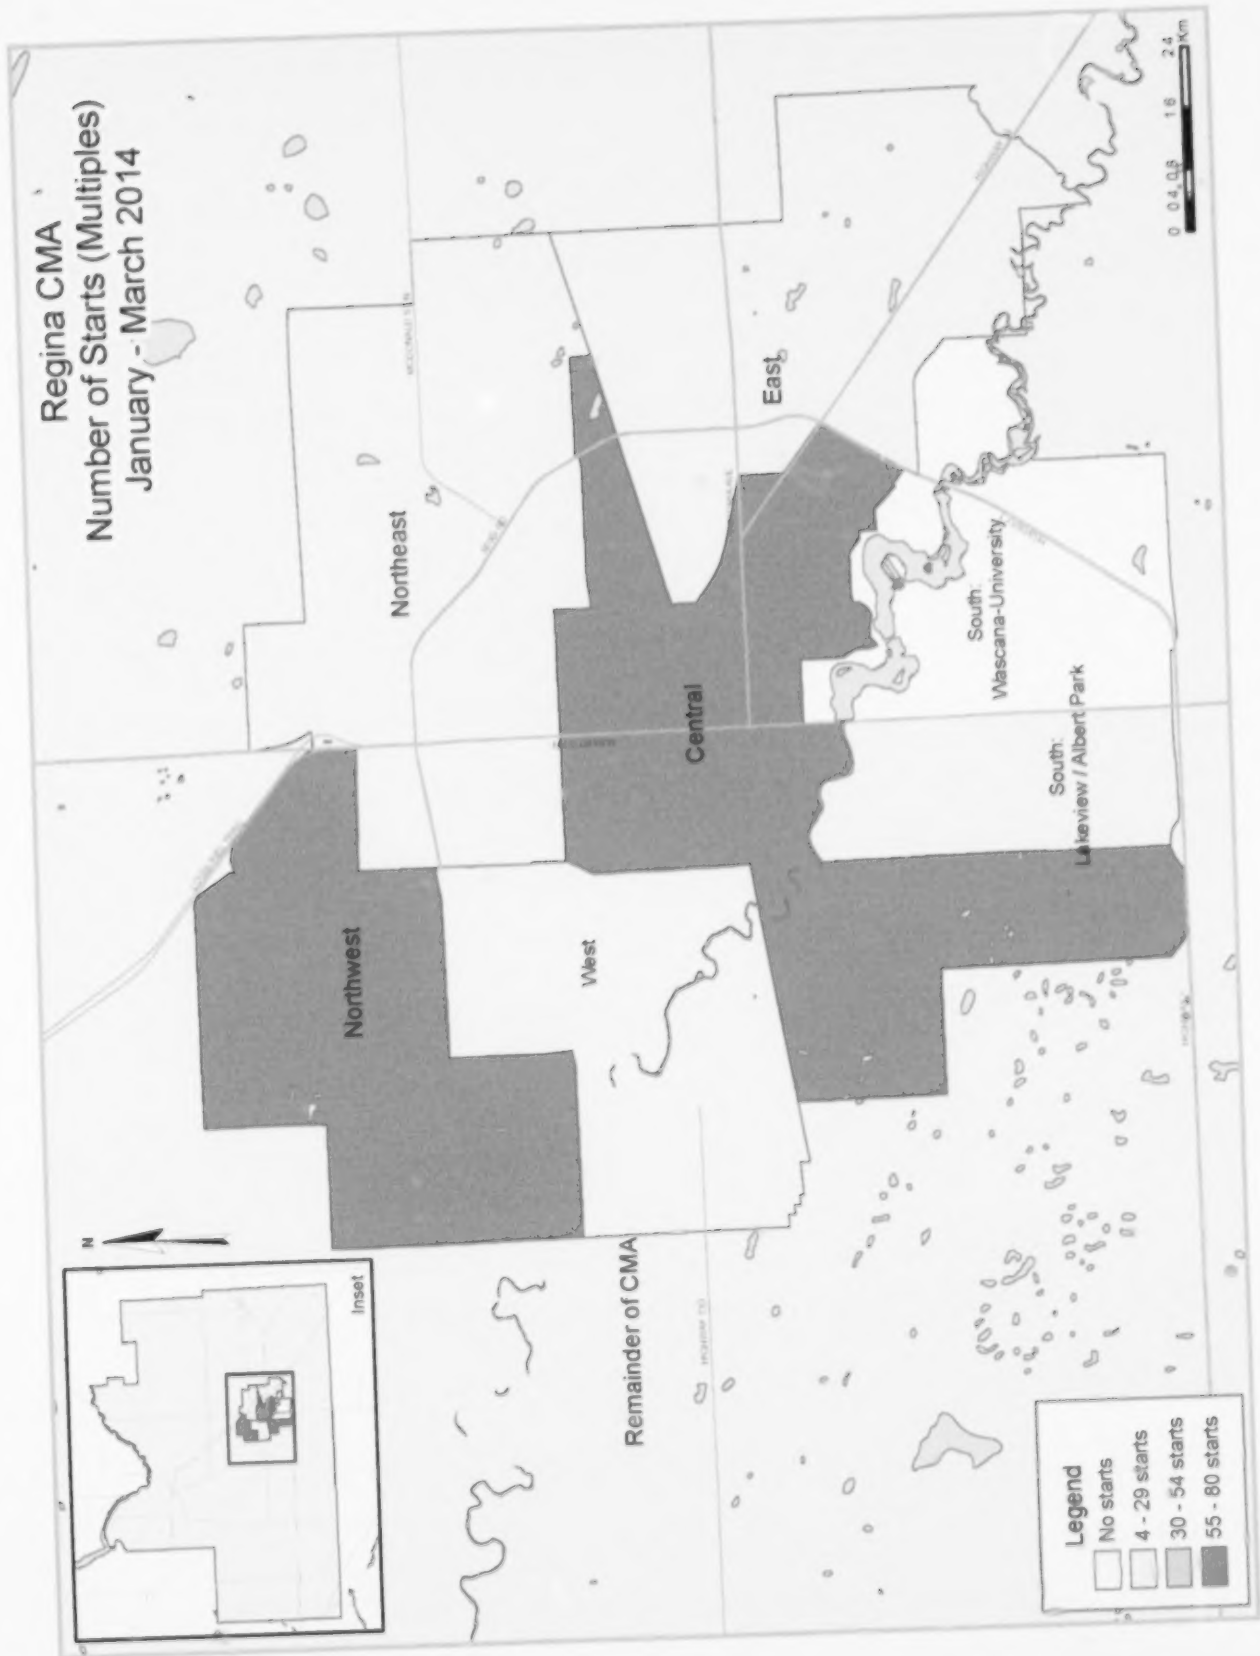 Regina CMA
Number of Starts (Multiples)
January - March 2014
N
Inset
Northwest
Northeast
West
Central
East
South:
Wascana-University
South:
Lakeview / Albert Park
Remainder of CMA
Legend
No starts
4 - 29 starts
30 - 54 starts
55 - 80 starts
0 0.4 0.8 1.6 2.4
Km